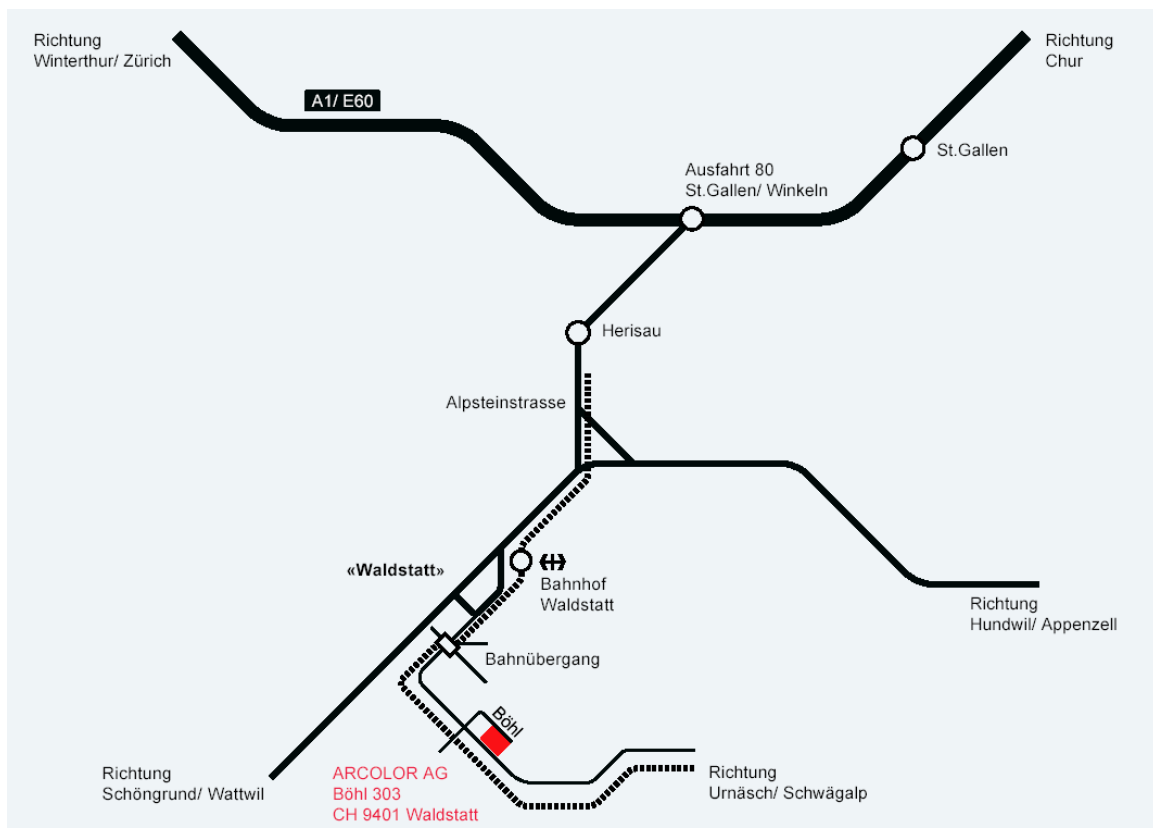 Richtung
Winterthur/ Zürich
Richtung
Chur
A1/ E60
St.Gallen
Ausfahrt 80
St.Gallen/ Winkeln
Herisau
Alpsteinstrasse
«Waldstatt»
Bahnhof
Waldstatt
Richtung
Hundwil/ Appenzell
Bahnübergang
Böhl
Richtung
Schöngrund/ Wattwil
ARCOLOR AG
Böhl 303
CH 9401 Waldstatt
Richtung
Urnäsch/ Schwägalp